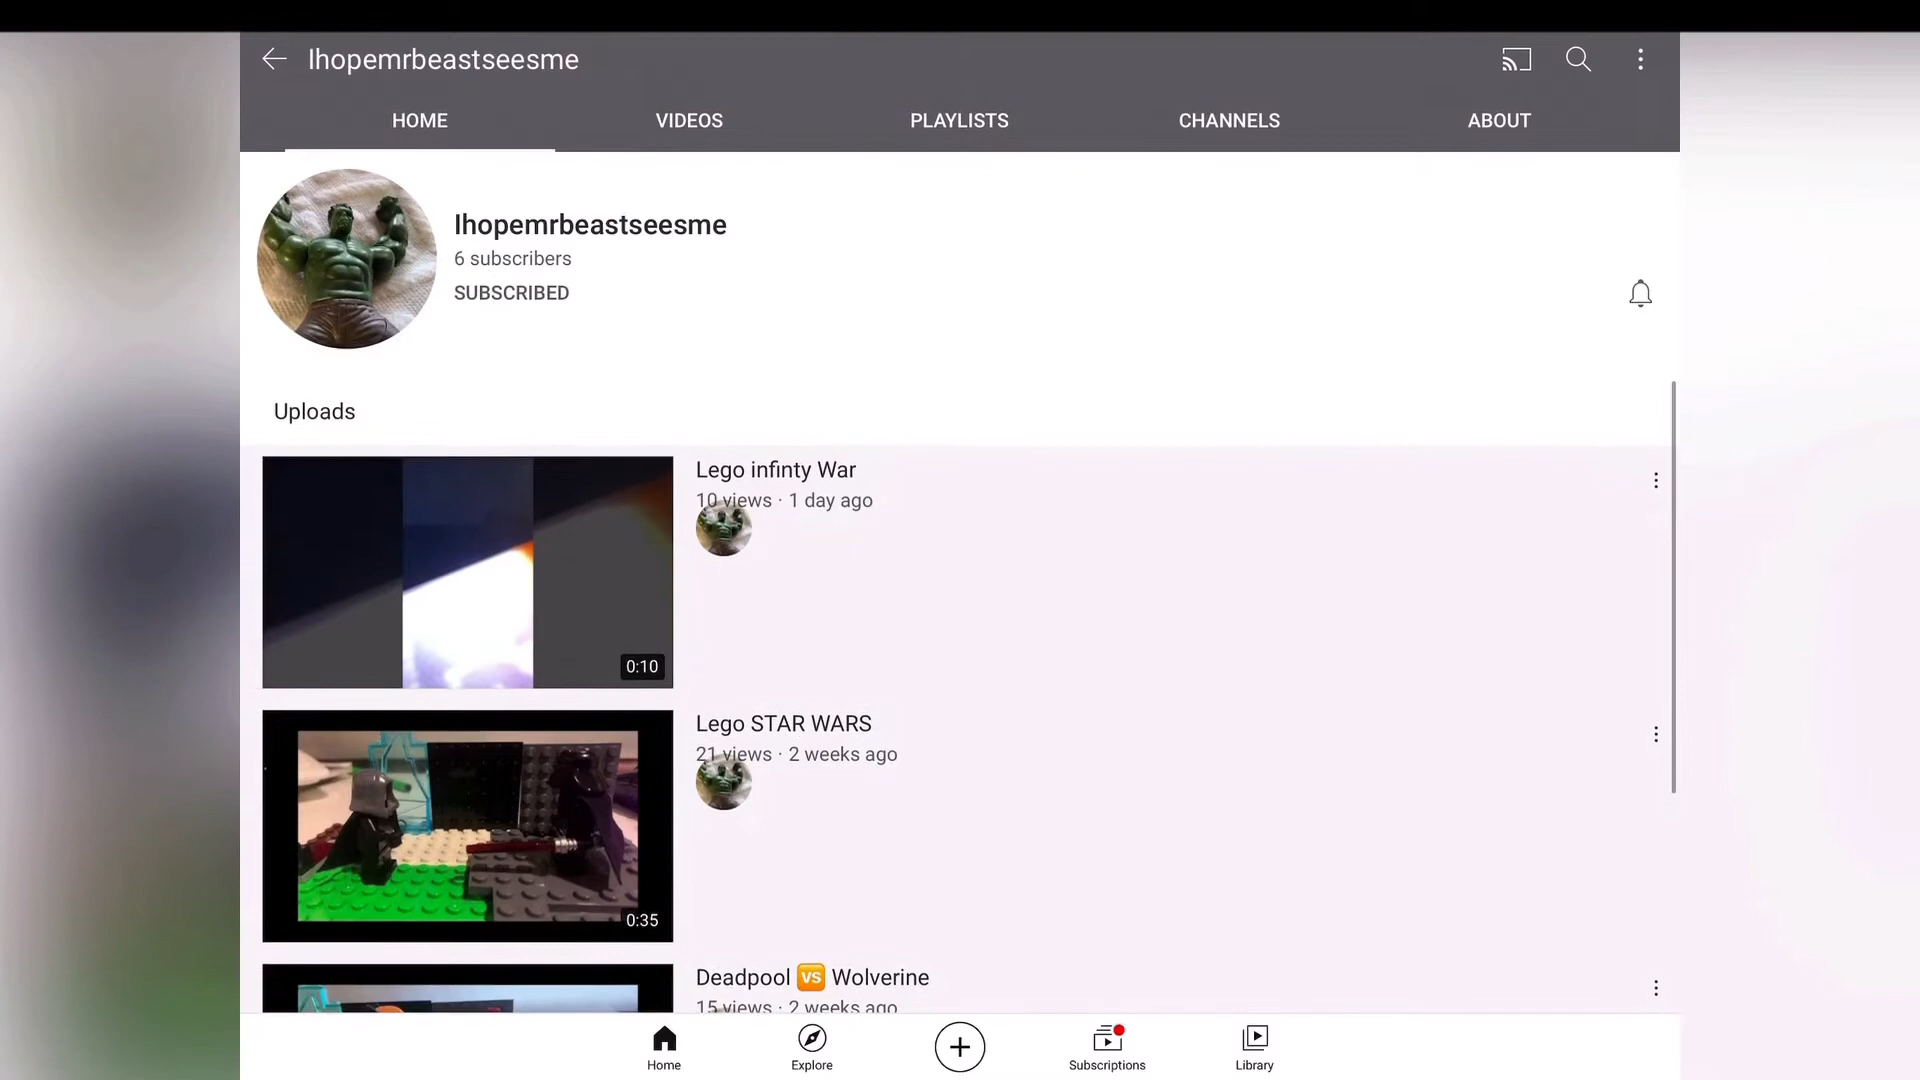 Ihopemrbeastseesme
HOME VIDEOS PLAYLISTS CHANNELS ABOUT
Ihopemrbeastseesme
6 subscribers
SUBSCRIBED
Uploads
Lego infinty War
10 views · 1 day ago
0:10
Lego STAR WARS
21 views · 2 weeks ago
0:35
Deadpool 🆚 Wolverine
15 views · 2 weeks ago
Home Explore Subscriptions Library